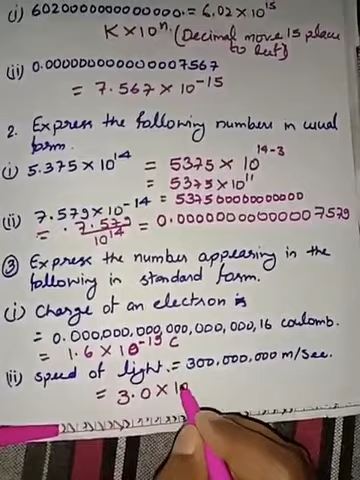 (i) 6020000000000000. = 6.02 × 10^15
K × 10^n. (Decimal move 15 place to left)
(ii) 0.0000000000000007567
= 7.567 × 10^-15
2. Express the following numbers in usual form.
(i) 5.375 × 10^14 = 5375 × 10^14-3
= 5375 × 10^11
= 537500000000000
(ii) 7.579 × 10^-14
= 7.579/10^14 = 0.00000000000007579
③ Express the number appearing in the following in standard form.
(i) Charge of an electron is
= 0.000,000,000,000,000,000,16 coulomb.
= 1.6 × 10^-19 C
(ii) Speed of light. = 300,000,000 m/sec.
= 3.0 × 10